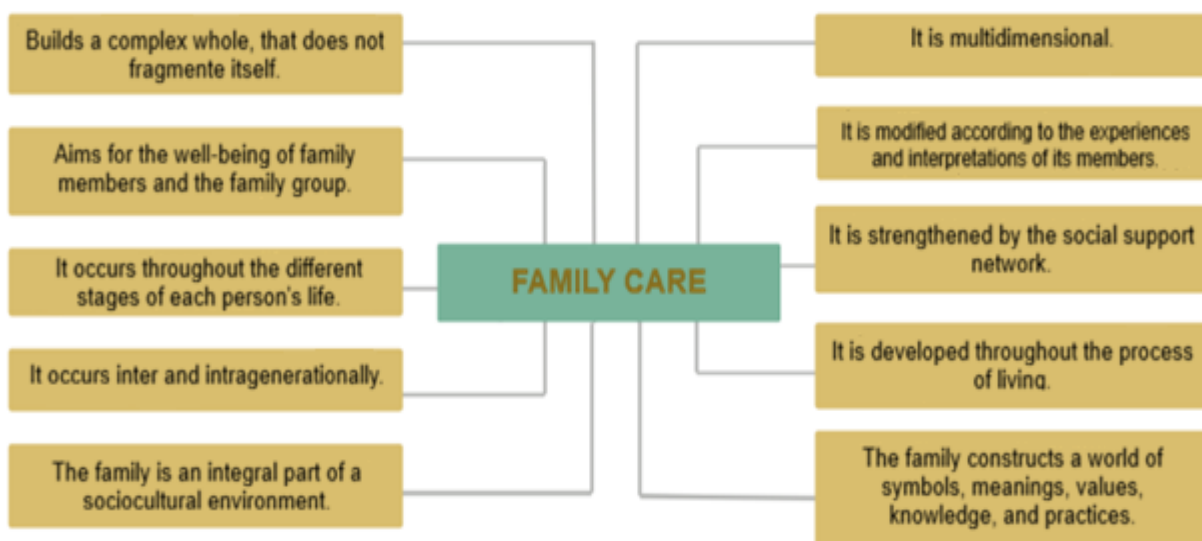 Builds a complex whole, that does not
fragmente itself.
Aims for the well-being of family
members and the family group.
It occurs throughout the different
stages of each person's life.
It occurs inter and intragenerationally.
The family is an integral part of a
sociocultural environment.
FAMILY CARE
It is multidimensional.
It is modified according to the experiences
and interpretations of its members.
It is strengthened by the social support
network.
It is developed throughout the process
of living.
The family constructs a world of
symbols, meanings, values,
knowledge, and practices.